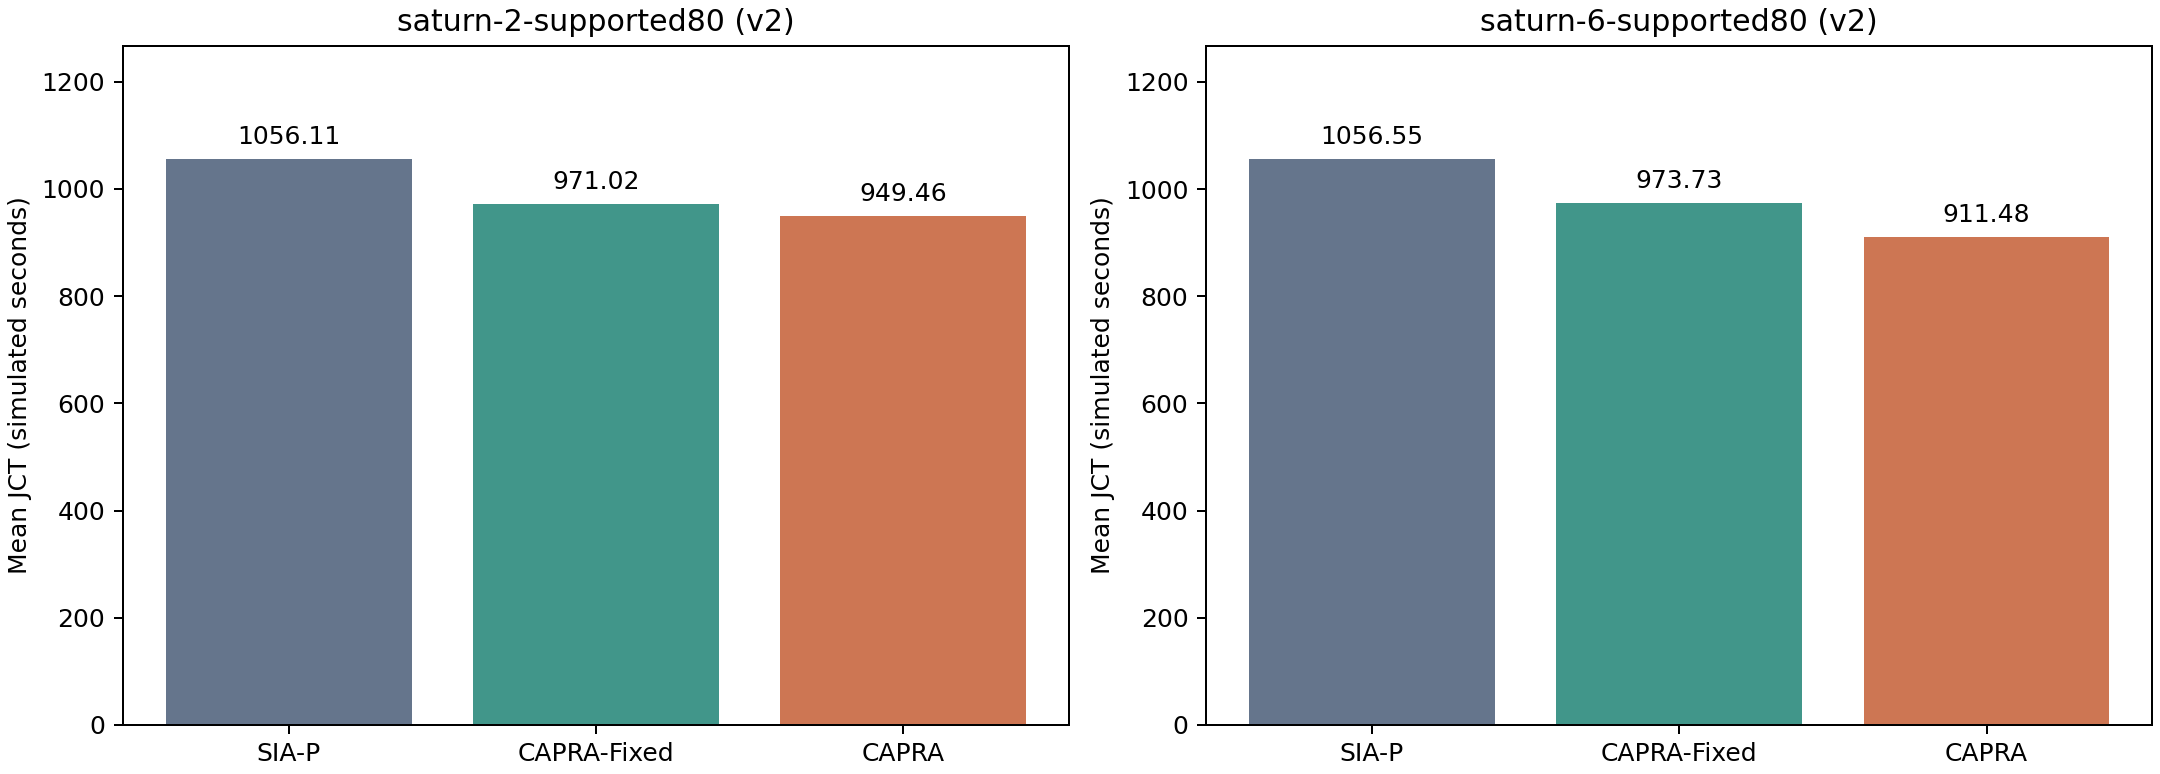 saturn-2-supported80 (v2)
Mean JCT (simulated seconds)
1200
1000
800
600
400
200
0
1056.11
971.02
949.46
SIA-P
CAPRA-Fixed
CAPRA
saturn-6-supported80 (v2)
Mean JCT (simulated seconds)
1200
1000
800
600
400
200
0
1056.55
973.73
911.48
SIA-P
CAPRA-Fixed
CAPRA